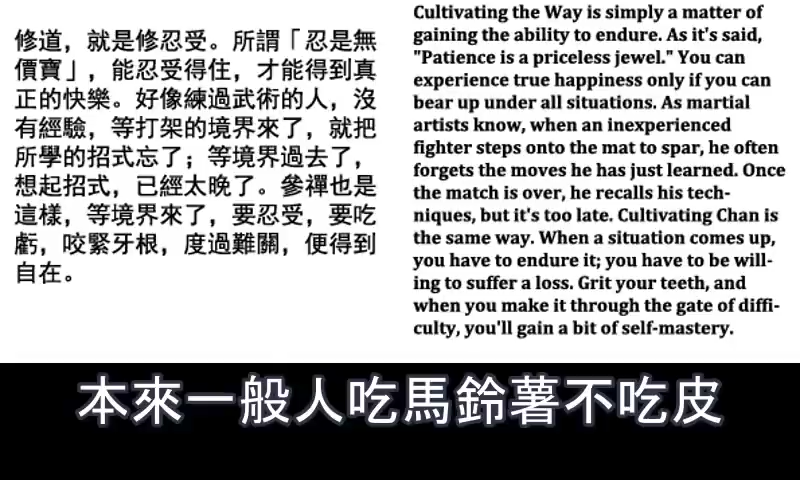 修道，就是修忍受。所謂「忍是無
價寶」，能忍受得住，才能得到真
正的快樂。好像練過武術的人，沒
有經驗，等打架的境界來了，就把
所學的招式忘了；等境界過去了，
想起招式，已經太晚了。參禪也是
這樣，等境界來了，要忍受，要吃
虧，咬緊牙根，度過難關，便得到
自在。
Cultivating the Way is simply a matter of
gaining the ability to endure. As it's said,
"Patience is a priceless jewel." You can
experience true happiness only if you can
bear up under all situations. As martial
artists know, when an inexperienced
fighter steps onto the mat to spar, he often
forgets the moves he has just learned. Once
the match is over, he recalls his tech-
niques, but it's too late. Cultivating Chan is
the same way. When a situation comes up,
you have to endure it; you have to be will-
ing to suffer a loss. Grit your teeth, and
when you make it through the gate of diffi-
culty, you'll gain a bit of self-mastery.
本來一般人吃馬鈴薯不吃皮